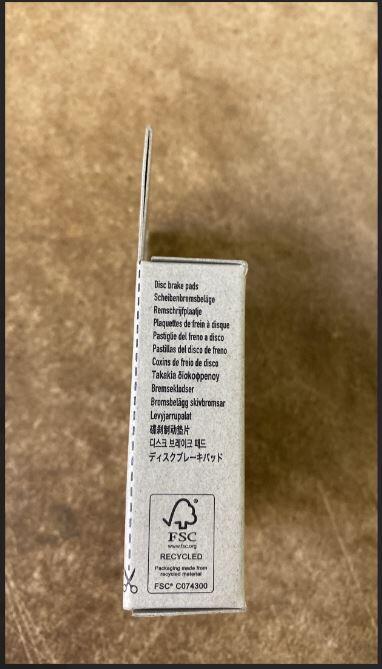 Disc brake pads
Scheibenbremsbeläge
Remschrijfplaatje
Plaquettes de frein à disque
Pastiglie del freno a disco
Pastillas del disco de freno
Coxins de freio de disco
Τακάκια δίσκοφρενου
Bremseklodser
Bromsbelägg skivbromsar
Levyjarrupalat
碟刹制动垫片
디스크 브레이크 패드
ディスクブレーキパッド
FSC
www.fsc.org
RECYCLED
Packaging made from
recycled material
FSC® C074300